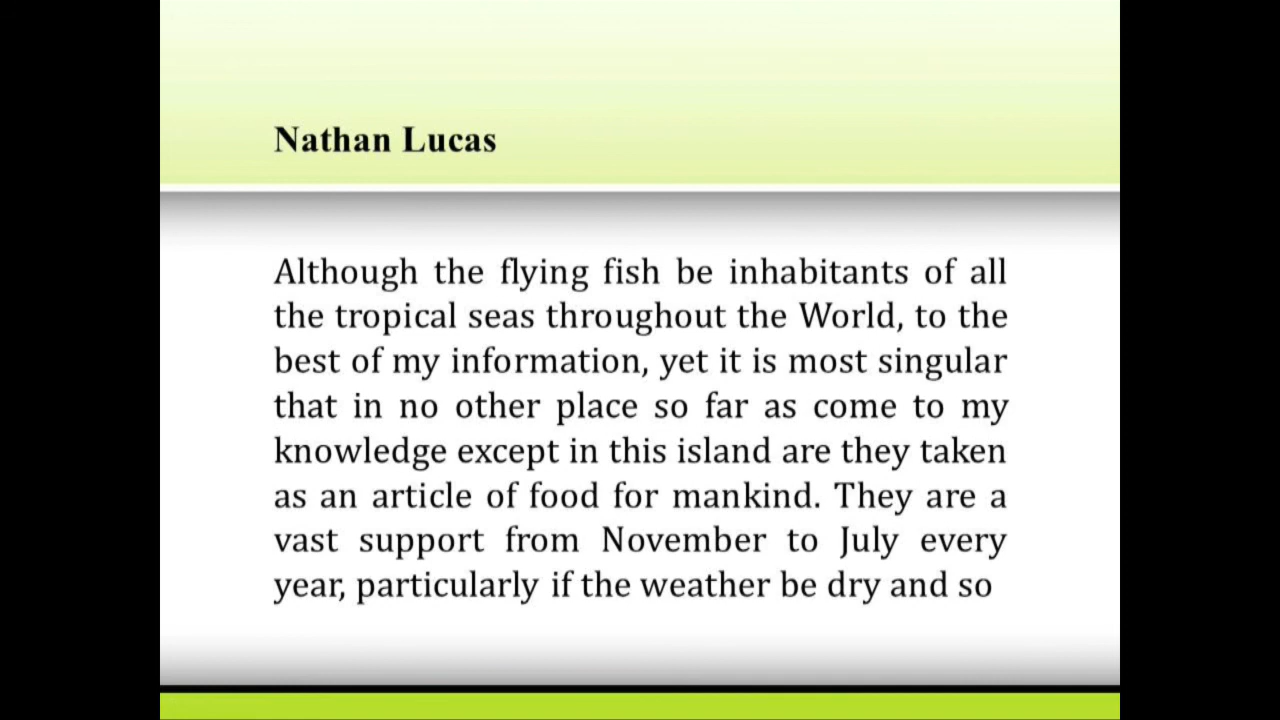 Nathan Lucas
Although the flying fish be inhabitants of all
the tropical seas throughout the World, to the
best of my information, yet it is most singular
that in no other place so far as come to my
knowledge except in this island are they taken
as an article of food for mankind. They are a
vast support from November to July every
year, particularly if the weather be dry and so